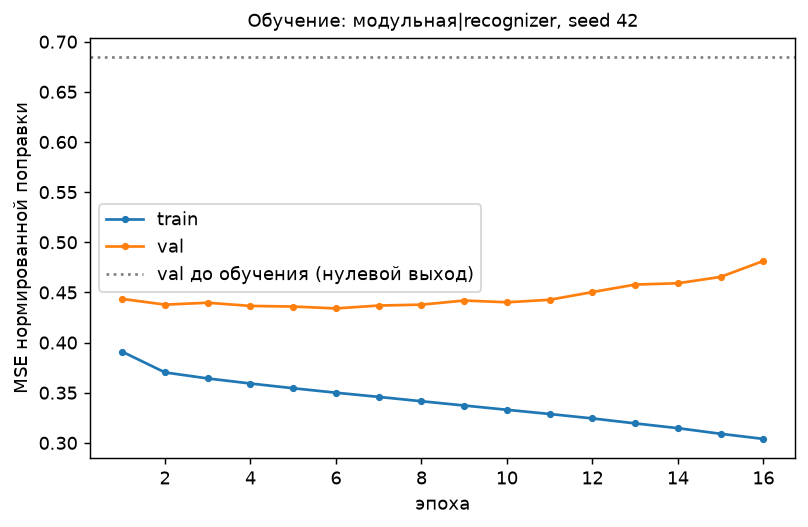 Обучение: модульная|recognizer, seed 42
MSE нормированной поправки
0.70
0.65
0.60
0.55
0.50
0.45
0.40
0.35
0.30
train
val
val до обучения (нулевой выход)
2 4 6 8 10 12 14 16
эпоха